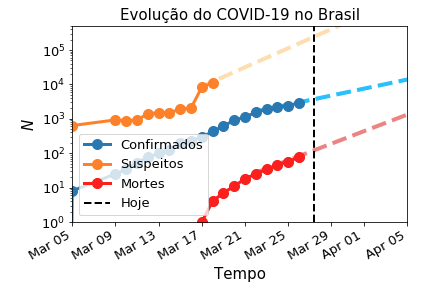 Evolução do COVID-19 no Brasil
N
10^5
10^4
10^3
10^2
10^1
10^0
Confirmados
Suspeitos
Mortes
Hoje
Mar 05
Mar 09
Mar 13
Mar 17
Mar 21
Mar 25
Mar 29
Apr 01
Apr 05
Tempo